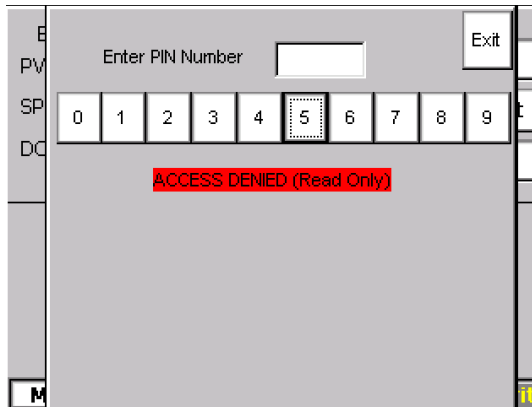 Enter PIN Number
Exit
PV
SP
0 1 2 3 4 5 6 7 8 9
ACCESS DENIED (Read Only)